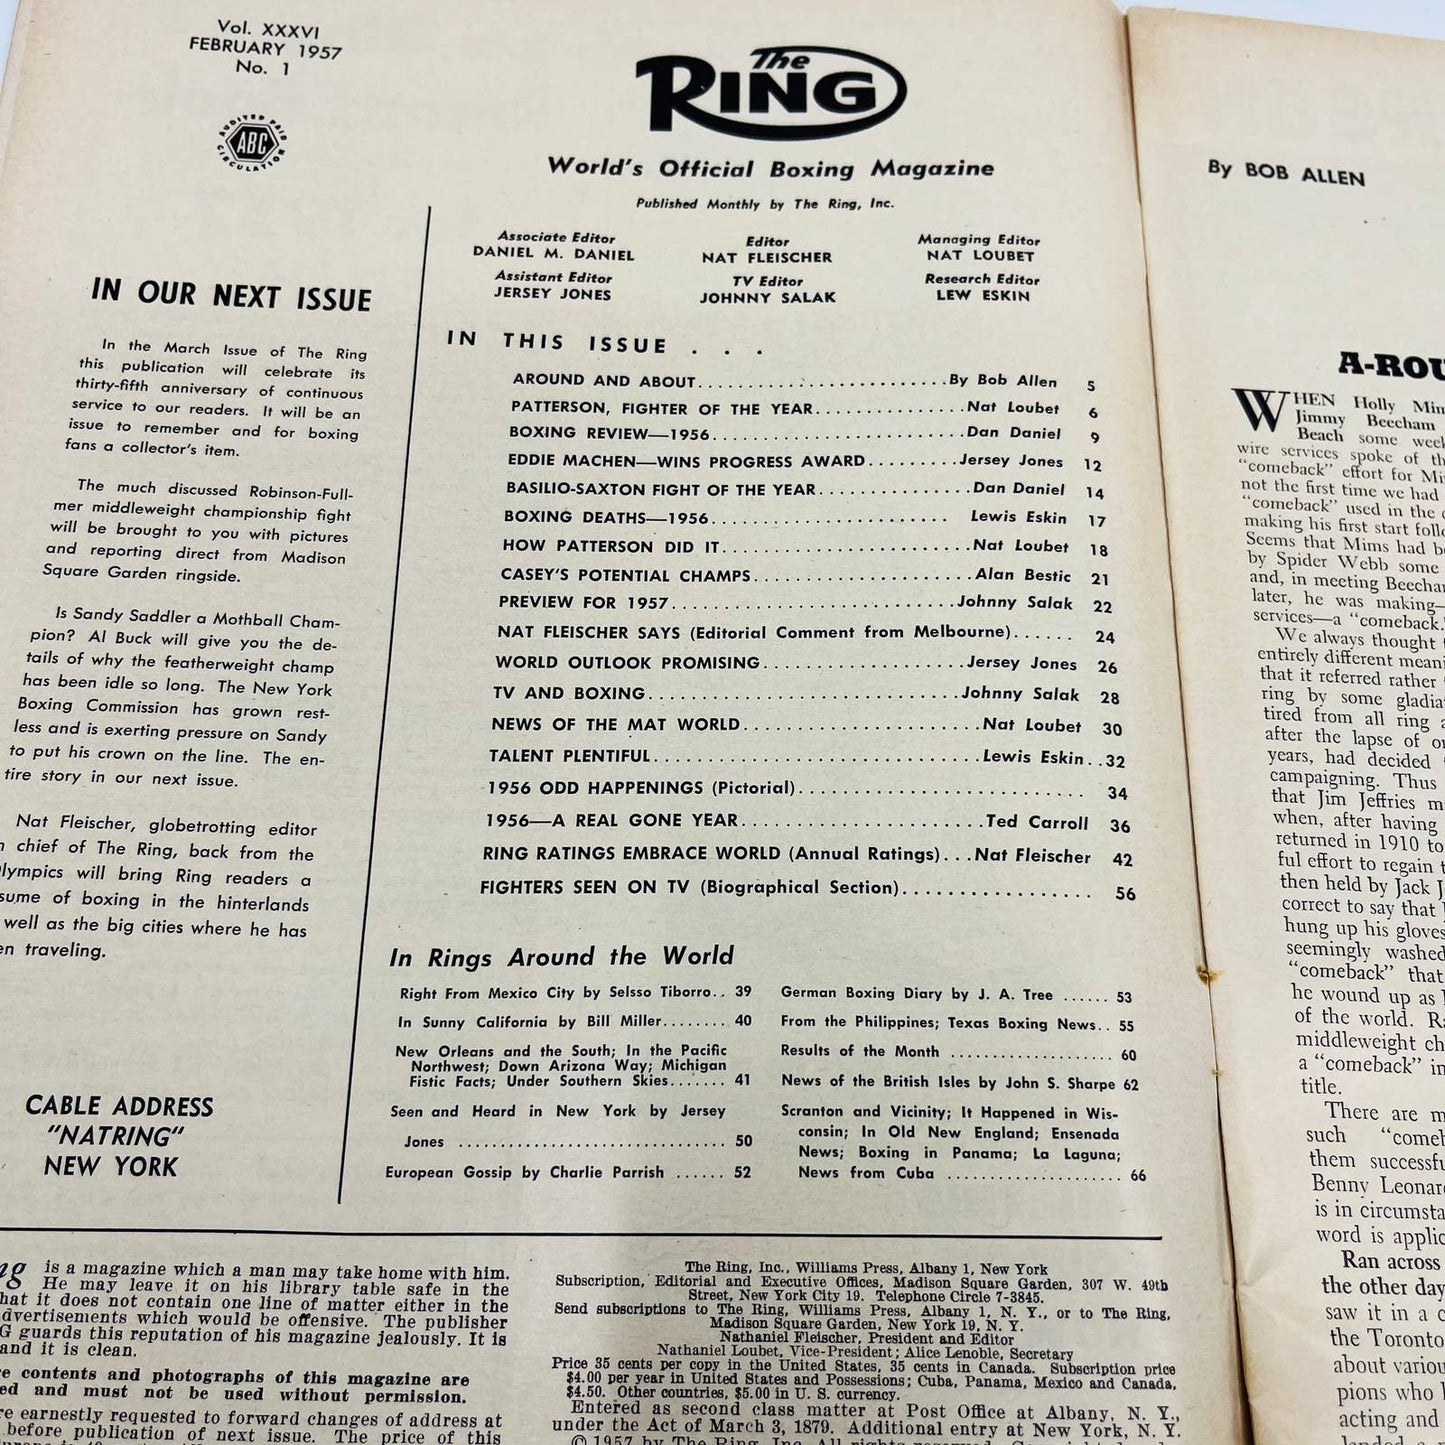 Vol. XXXVI
FEBRUARY 1957
No. 1
AUDITED PAID
ABC
CIRCULATION
IN OUR NEXT ISSUE
In the March Issue of The Ring
this publication will celebrate its
thirty-fifth anniversary of continuous
service to our readers. It will be an
issue to remember and for boxing
fans a collector's item.
The much discussed Robinson-Full-
mer middleweight championship fight
will be brought to you with pictures
and reporting direct from Madison
Square Garden ringside.
Is Sandy Saddler a Mothball Cham-
pion? Al Buck will give you the de-
tails of why the featherweight champ
has been idle so long. The New York
Boxing Commission has grown rest-
less and is exerting pressure on Sandy
to put his crown on the line. The en-
tire story in our next issue.
Nat Fleischer, globetrotting editor
chief of The Ring, back from the
lympics will bring Ring readers a
sume of boxing in the hinterlands
well as the big cities where he has
en traveling.
CABLE ADDRESS
"NATRING"
NEW YORK
The RING
World's Official Boxing Magazine
Published Monthly by The Ring, Inc.
Associate Editor Editor Managing Editor
DANIEL M. DANIEL NAT FLEISCHER NAT LOUBET
Assistant Editor TV Editor Research Editor
JERSEY JONES JOHNNY SALAK LEW ESKIN
IN THIS ISSUE . . .
AROUND AND ABOUT..........By Bob Allen 5
PATTERSON, FIGHTER OF THE YEAR..........Nat Loubet 6
BOXING REVIEW—1956..........Dan Daniel 9
EDDIE MACHEN—WINS PROGRESS AWARD.........Jersey Jones 12
BASILIO-SAXTON FIGHT OF THE YEAR..........Dan Daniel 14
BOXING DEATHS—1956.......... Lewis Eskin 17
HOW PATTERSON DID IT..........Nat Loubet 18
CASEY'S POTENTIAL CHAMPS..........Alan Bestic 21
PREVIEW FOR 1957..........Johnny Salak 22
NAT FLEISCHER SAYS (Editorial Comment from Melbourne)...... 24
WORLD OUTLOOK PROMISING..........Jersey Jones 26
TV AND BOXING..........Johnny Salak 28
NEWS OF THE MAT WORLD..........Nat Loubet 30
TALENT PLENTIFUL..........Lewis Eskin..32
1956 ODD HAPPENINGS (Pictorial).......... 34
1956—A REAL GONE YEAR..........Ted Carroll 36
RING RATINGS EMBRACE WORLD (Annual Ratings)...Nat Fleischer 42
FIGHTERS SEEN ON TV (Biographical Section).......... 56
In Rings Around the World
Right From Mexico City by Selsso Tiborro.. 39
In Sunny California by Bill Miller........ 40
New Orleans and the South; In the Pacific
Northwest; Down Arizona Way; Michigan
Fistic Facts; Under Southern Skies....... 41
Seen and Heard in New York by Jersey
Jones .......... 50
European Gossip by Charlie Parrish ...... 52
German Boxing Diary by J. A. Tree ...... 53
From the Philippines; Texas Boxing News.. 55
Results of the Month .......... 60
News of the British Isles by John S. Sharpe 62
Scranton and Vicinity; It Happened in Wis-
consin; In Old New England; Ensenada
News; Boxing in Panama; La Laguna;
News from Cuba .......... 66
ng is a magazine which a man may take home with him.
He may leave it on his library table safe in the
hat it does not contain one line of matter either in the
dvertisements which would be offensive. The publisher
G guards this reputation of his magazine jealously. It is
and it is clean.
re contents and photographs of this magazine are
ed and must not be used without permission.
re earnestly requested to forward changes of address at
before publication of next issue. The price of this
The Ring, Inc., Williams Press, Albany 1, New York
Subscription, Editorial and Executive Offices, Madison Square Garden, 307 W. 49th
Street, New York City 19. Telephone Circle 7-3845.
Send subscriptions to The Ring, Williams Press, Albany 1, N. Y., or to The Ring,
Madison Square Garden, New York 19, N. Y.
Nathaniel Fleischer, President and Editor
Nathaniel Loubet, Vice-President; Alice Lenoble, Secretary
Price 35 cents per copy in the United States, 35 cents in Canada. Subscription price
$4.00 per year in United States and Possessions; Cuba, Panama, Mexico and Canada,
$4.50. Other countries, $5.00 in U. S. currency.
Entered as second class matter at Post Office at Albany, N. Y.,
under the Act of March 3, 1879. Additional entry at New York, N. Y.
© 1957 by The Ring, Inc. All rights reserved.
By BOB ALLEN
A-ROU
WHEN Holly Mim
Jimmy Beecham
Beach some week
wire services spoke of th
"comeback" effort for Mi
not the first time we had
"comeback" used in the
making his first start follo
Seems that Mims had be
by Spider Webb some
and, in meeting Beecha
later, he was making—
services—a "comeback."
We always thought t
entirely different meani
that it referred rather
ring by some gladia
tired from all ring a
after the lapse of o
years, had decided
campaigning. Thus
that Jim Jeffries m
when, after having
returned in 1910 to
ful effort to regain t
then held by Jack J
correct to say that
hung up his gloves
seemingly washed
"comeback" that
he wound up as
of the world. Ra
middleweight ch
a "comeback" in
title.
There are m
such "comeb
them successfu
Benny Leonard
is in circumsta
word is applic
Ran across
the other day
saw it in a c
the Toronto
about variou
pions who
acting and